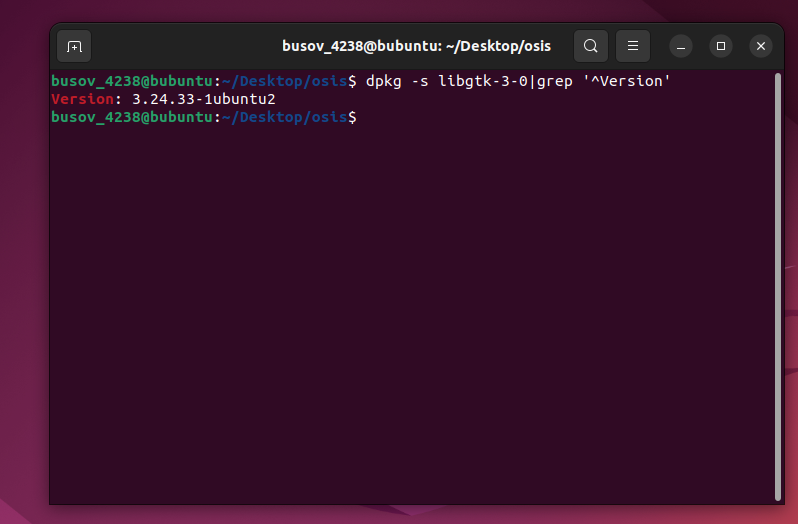 busov_4238@bubuntu: ~/Desktop/osis
busov_4238@bubuntu:~/Desktop/osis$ dpkg -s libgtk-3-0|grep '^Version'
Version: 3.24.33-1ubuntu2
busov_4238@bubuntu:~/Desktop/osis$